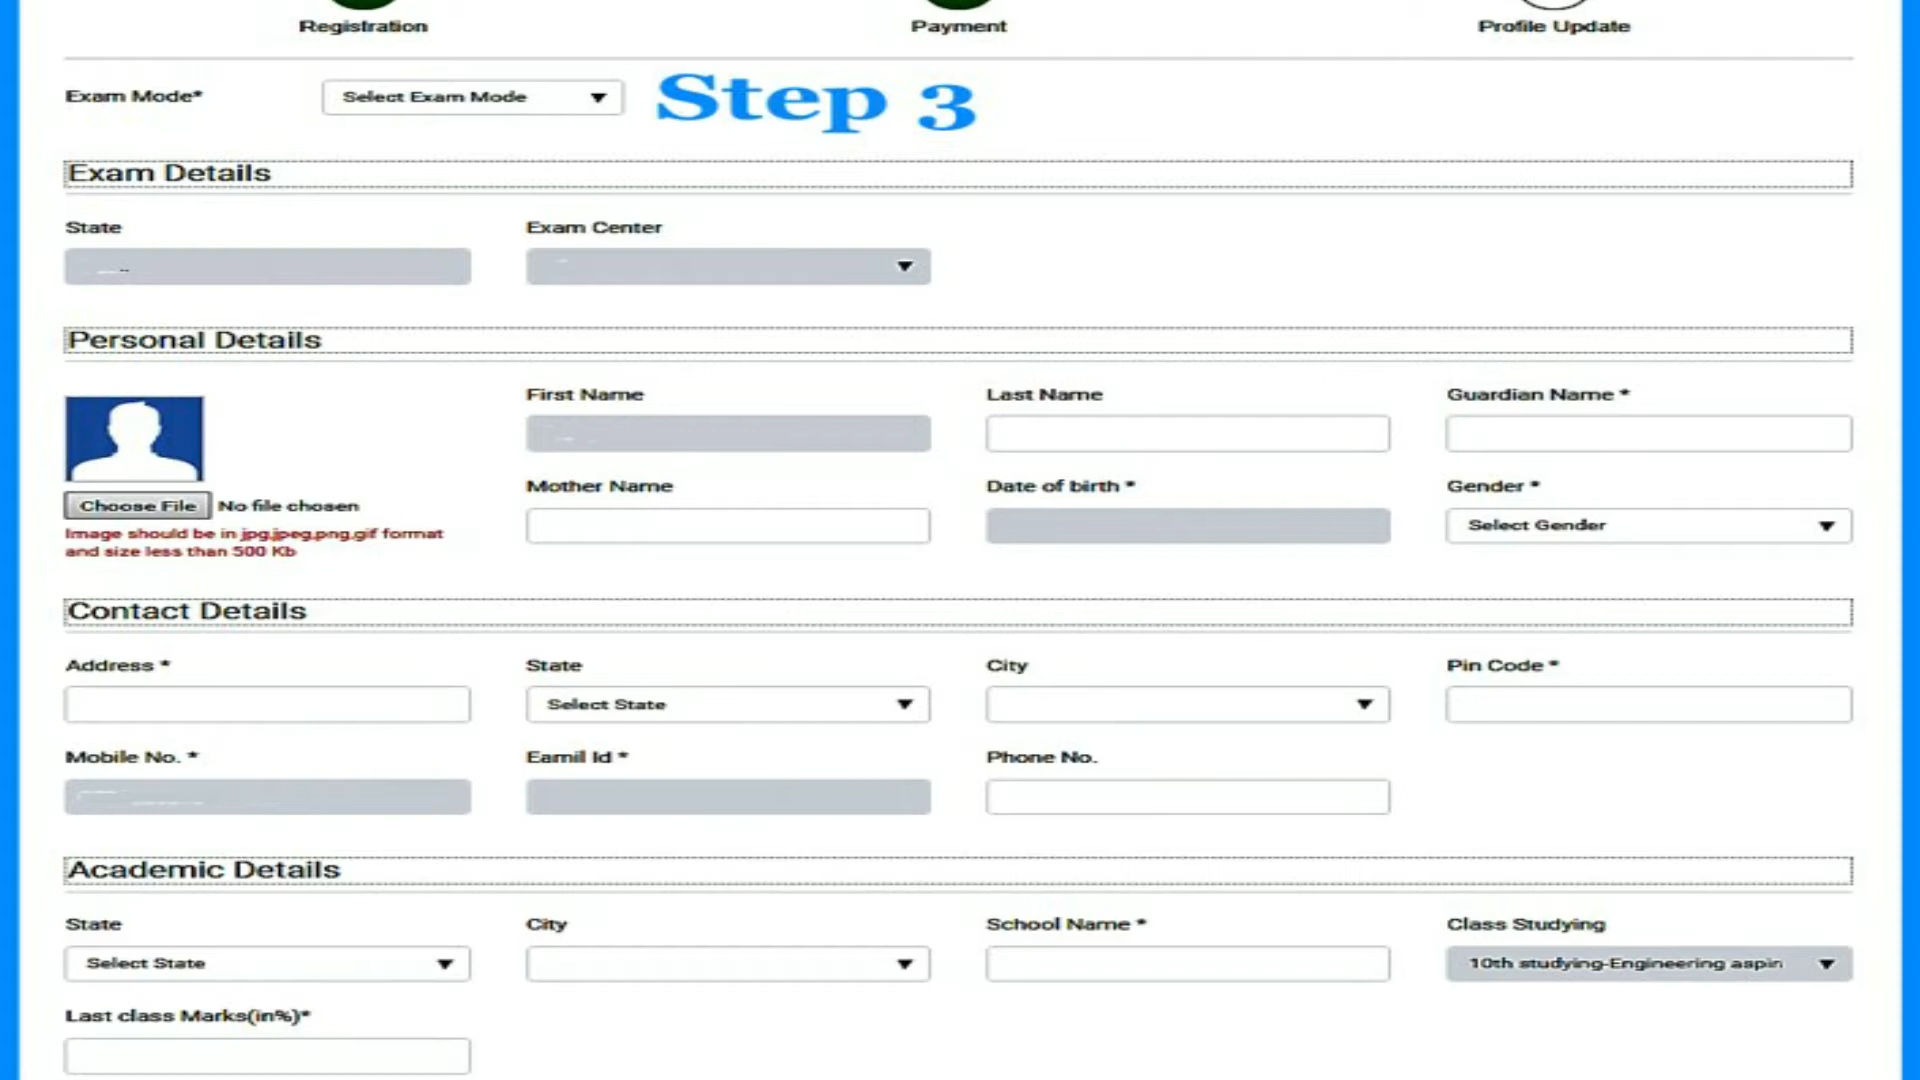 Registration Payment Profile Update
Exam Mode* Select Exam Mode Step 3
Exam Details
State Exam Center
Personal Details
First Name Last Name Guardian Name *
Mother Name Date of birth * Gender *
Choose File No file chosen Select Gender
Image should be in jpg,jpeg,png,gif format
and size less than 500 Kb
Contact Details
Address * State City Pin Code *
Select State
Mobile No. * Eamil Id * Phone No.
Academic Details
State City School Name * Class Studying
Select State 10th studying-Engineering aspin
Last class Marks(in%)*